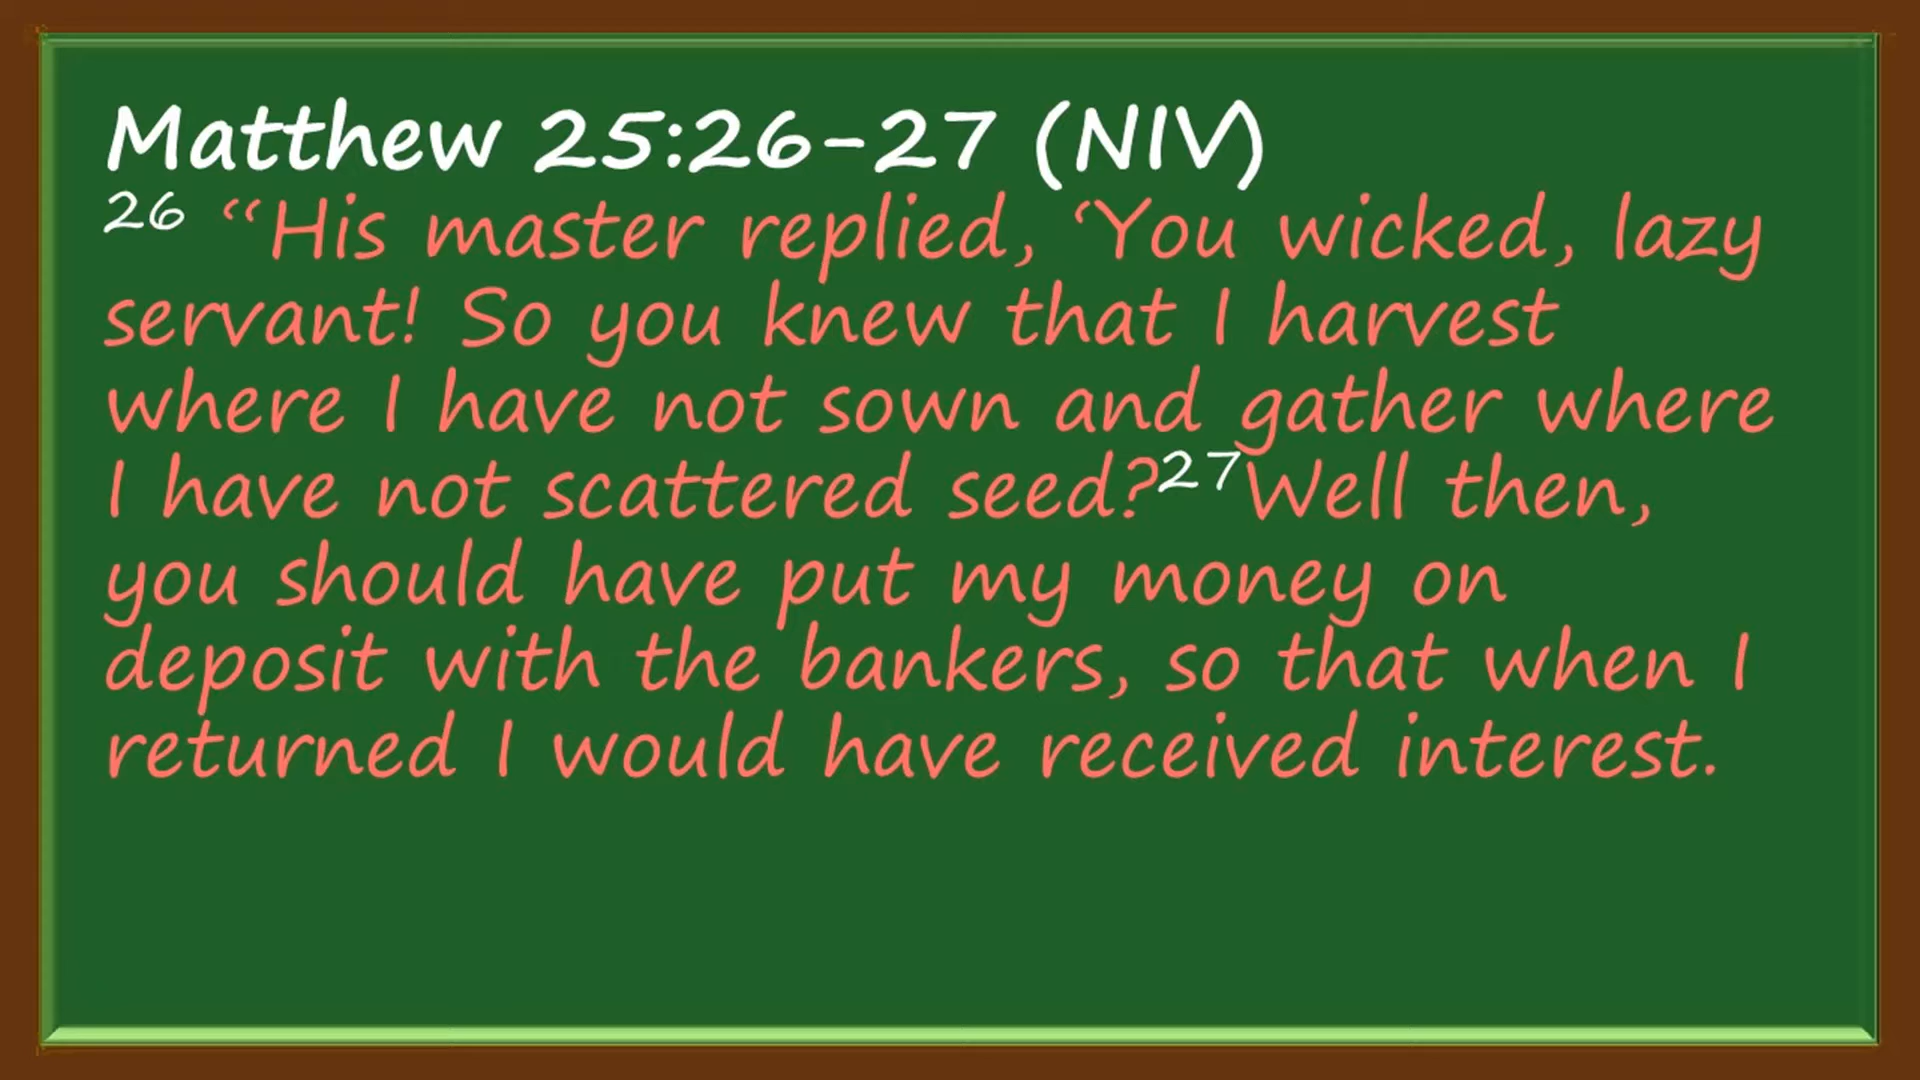 Matthew 25:26-27 (NIV)
26 “His master replied, ‘You wicked, lazy
servant! So you knew that I harvest
where I have not sown and gather where
I have not scattered seed?27Well then,
you should have put my money on
deposit with the bankers, so that when I
returned I would have received interest.